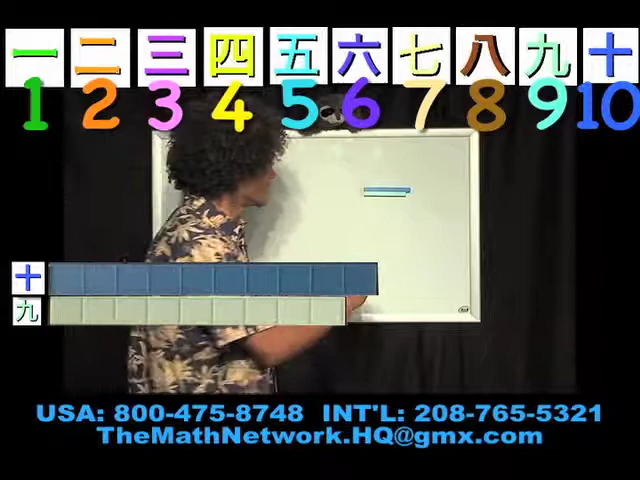 一 二 三 四 五 六 七 八 九 十
1 2 3 4 5 6 7 8 9 10
十
九
USA: 800-475-8748 INT'L: 208-765-5321
TheMathNetwork.HQ@gmx.com